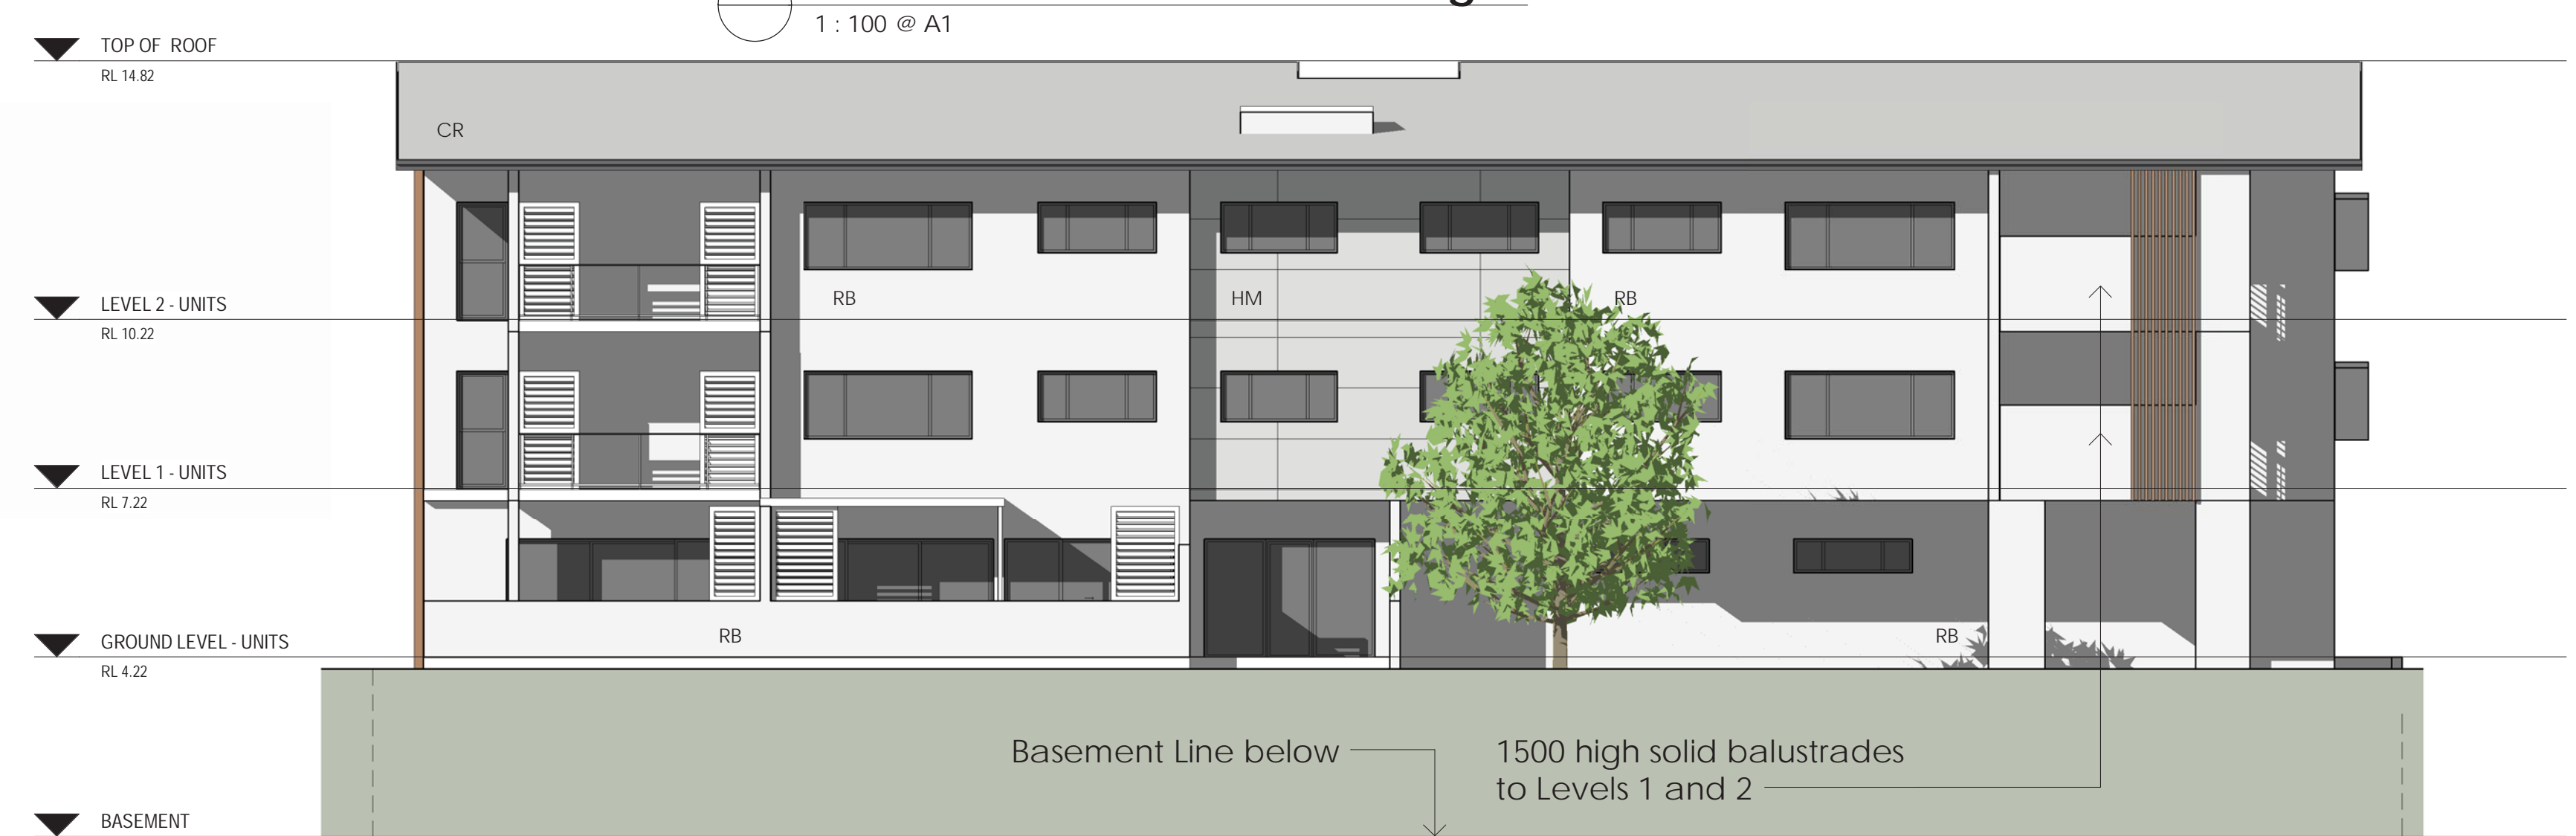 1 : 100 @ A1
TOP OF ROOF
RL 14.82
CR
LEVEL 2 - UNITS
RL 10.22
RB
HM
RB
LEVEL 1 - UNITS
RL 7.22
GROUND LEVEL - UNITS
RL 4.22
RB
RB
Basement Line below
1500 high solid balustrades
to Levels 1 and 2
BASEMENT